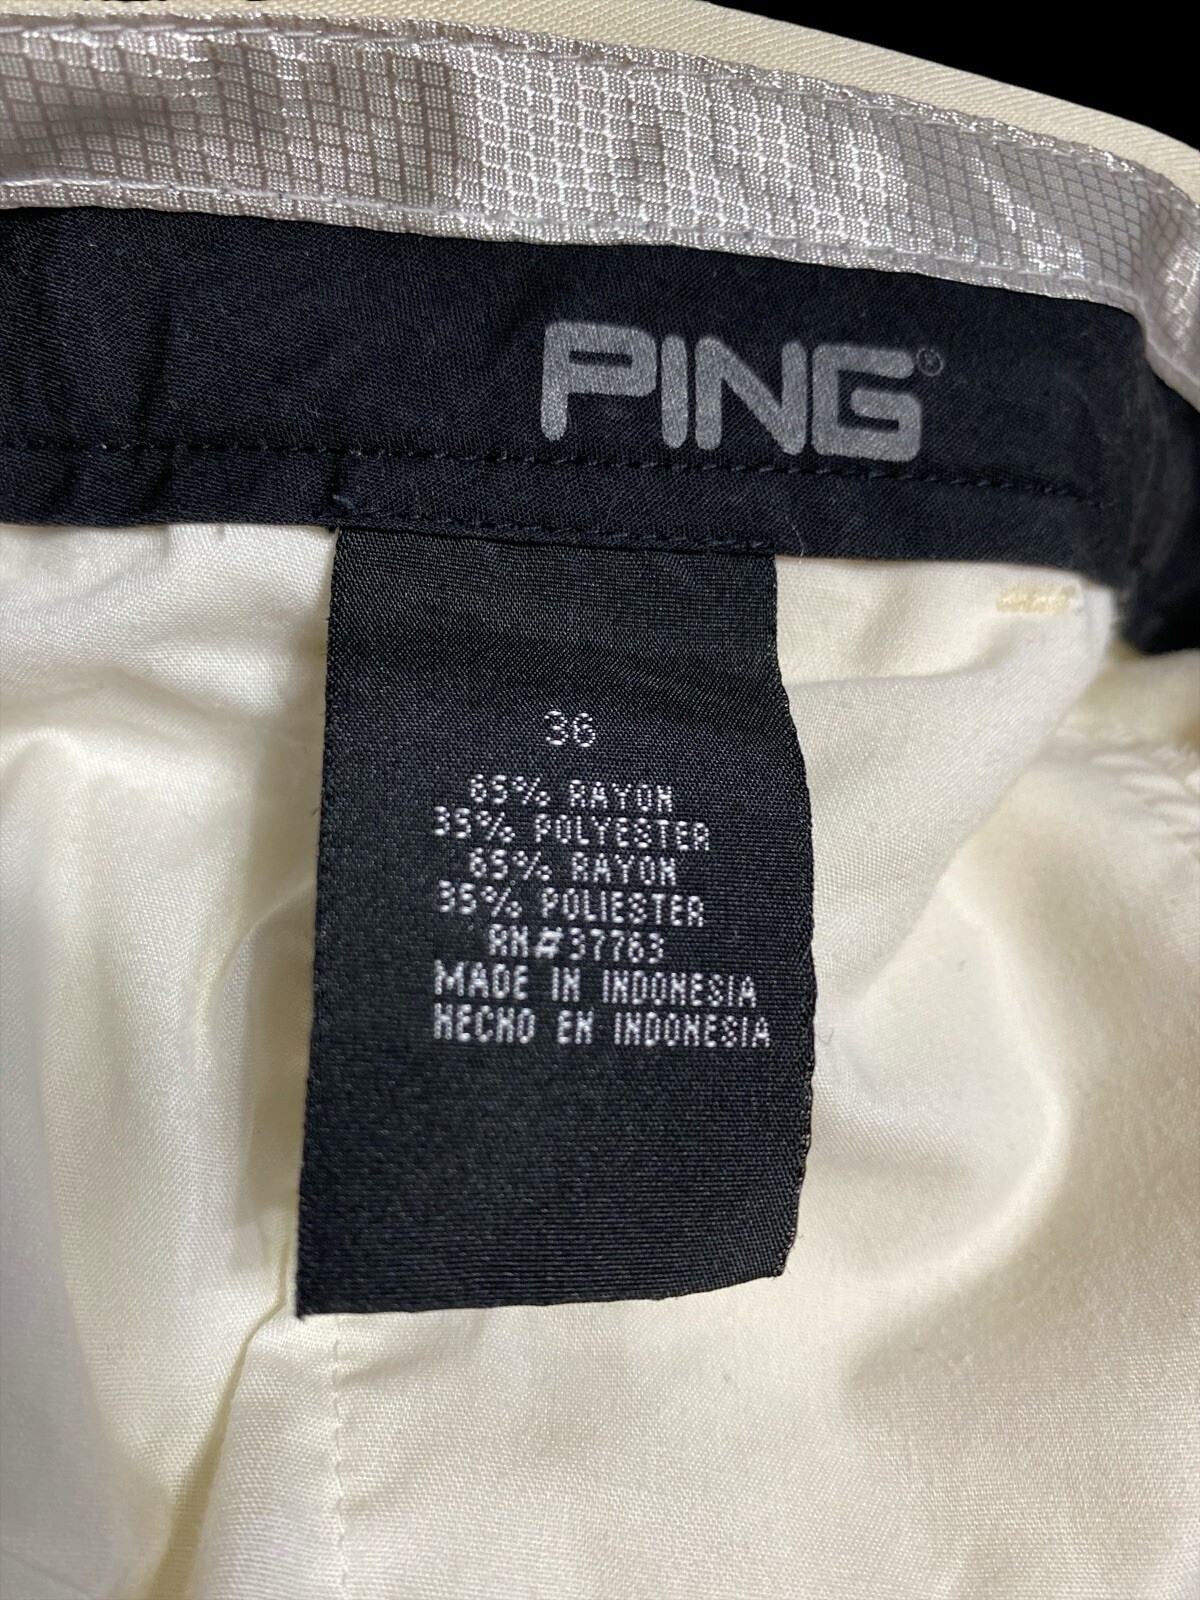 PING®
36
65% RAYON
35% POLYESTER
65% RAYON
35% POLIESTER
RN#37763
MADE IN INDONESIA
HECHO EN INDONESIA